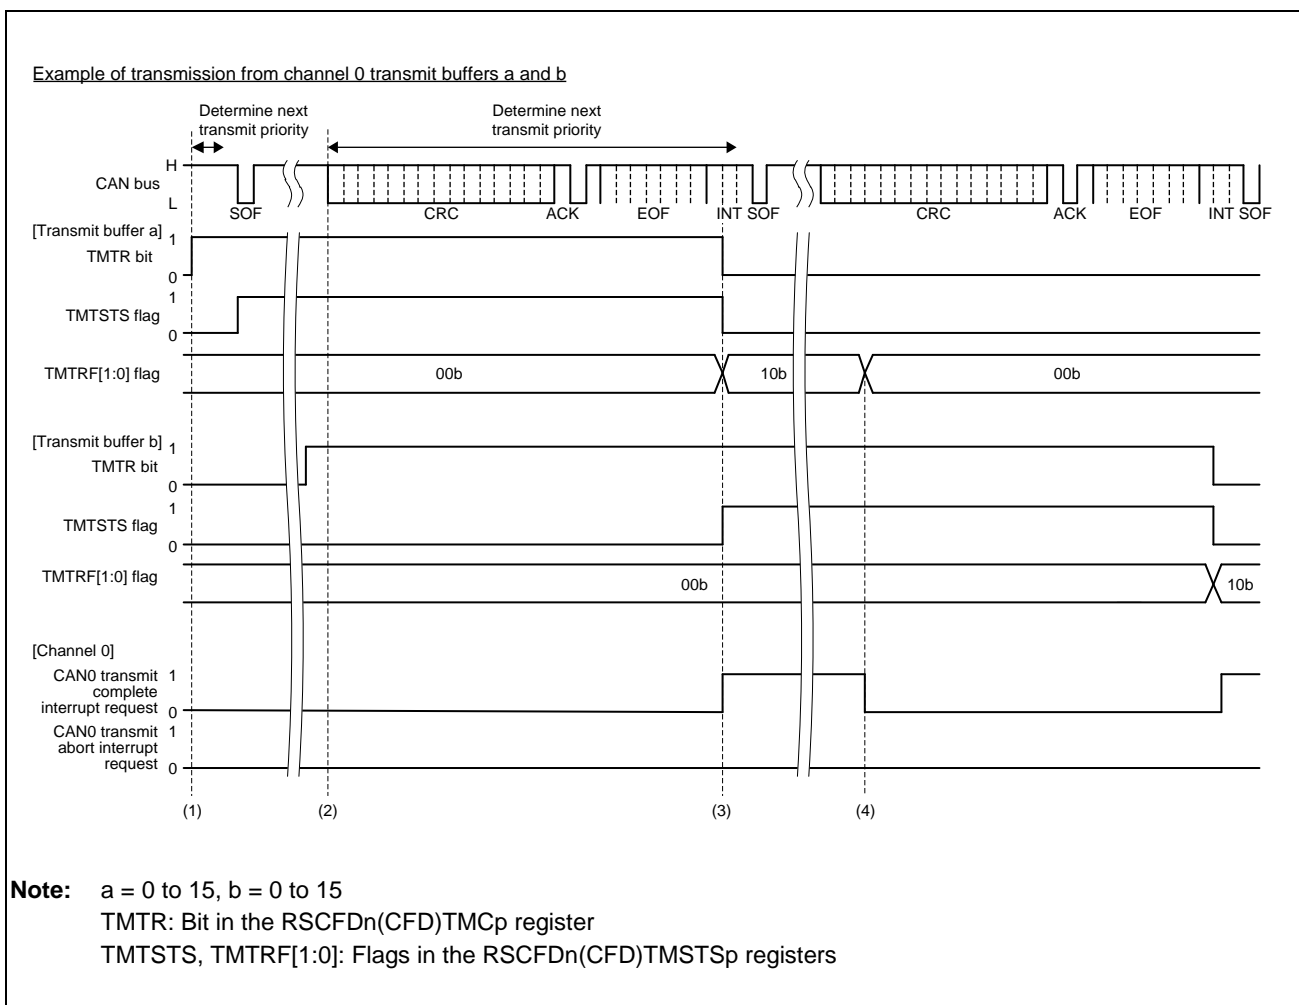 Example of transmission from channel 0 transmit buffers a and b
Determine next
transmit priority
Determine next
transmit priority
H
CAN bus
L
SOF
CRC
ACK
EOF
INT SOF
CRC
ACK
EOF
INT SOF
[Transmit buffer a]
1
TMTR bit
0
1
TMTSTS flag
0
TMTRF[1:0] flag
00b
10b
00b
[Transmit buffer b]
1
TMTR bit
0
1
TMTSTS flag
0
TMTRF[1:0] flag
00b
10b
[Channel 0]
CAN0 transmit 1
complete
interrupt request 0
CAN0 transmit 1
abort interrupt
request 0
(1)
(2)
(3)
(4)
Note: a = 0 to 15, b = 0 to 15
TMTR: Bit in the RSCFDn(CFD)TMCp register
TMTSTS, TMTRF[1:0]: Flags in the RSCFDn(CFD)TMSTSp registers